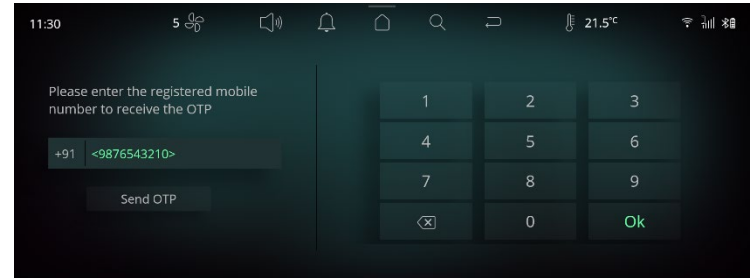 11:30
5
21.5°C
Please enter the registered mobile
number to receive the OTP
+91 <9876543210>
Send OTP
1 2 3
4 5 6
7 8 9
0 Ok